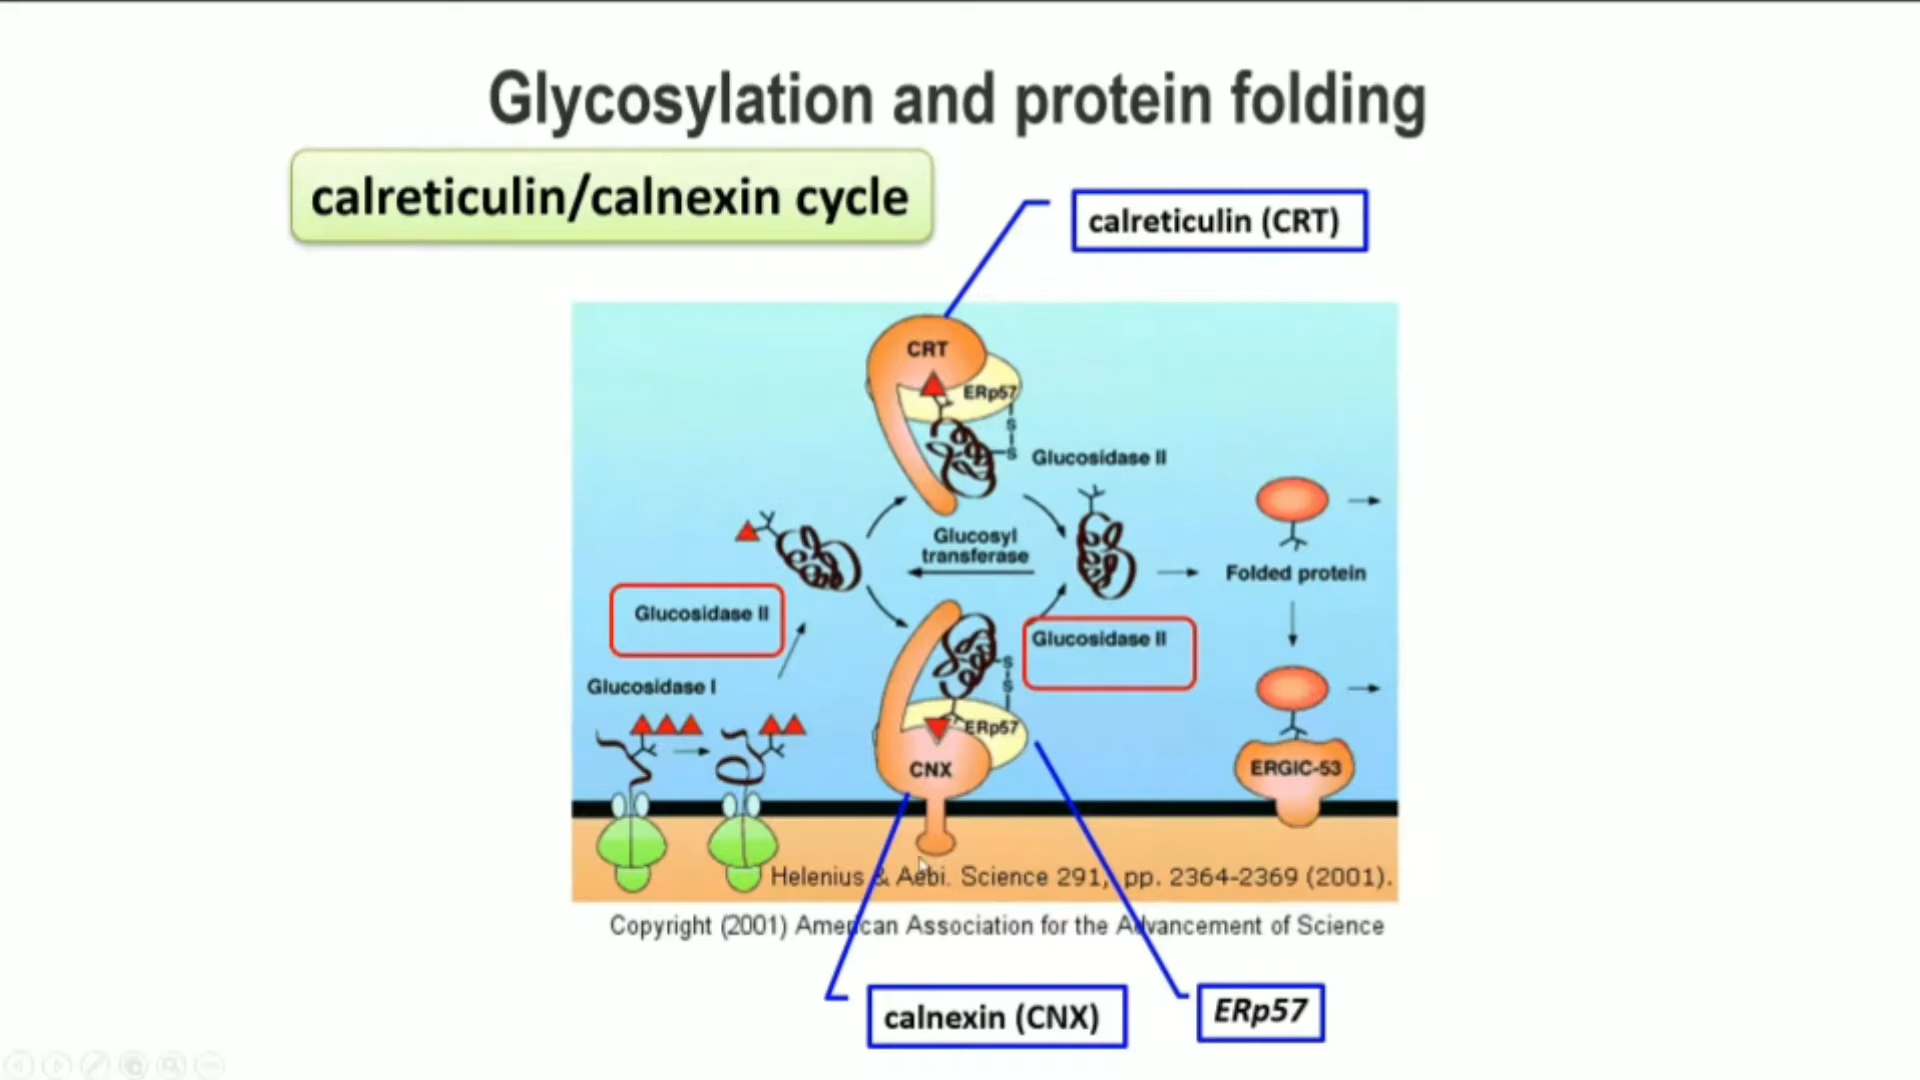 Glycosylation and protein folding
calreticulin/calnexin cycle
calreticulin (CRT)
CRT
ERp57
S
S
Glucosidase II
Glucosyl
transferase
Folded protein
Glucosidase II
Glucosidase II
Glucosidase I
S
S
ERp57
CNX
ERGIC-53
Helenius & Aebi. Science 291, pp. 2364-2369 (2001).
Copyright (2001) American Association for the Advancement of Science
calnexin (CNX)
ERp57